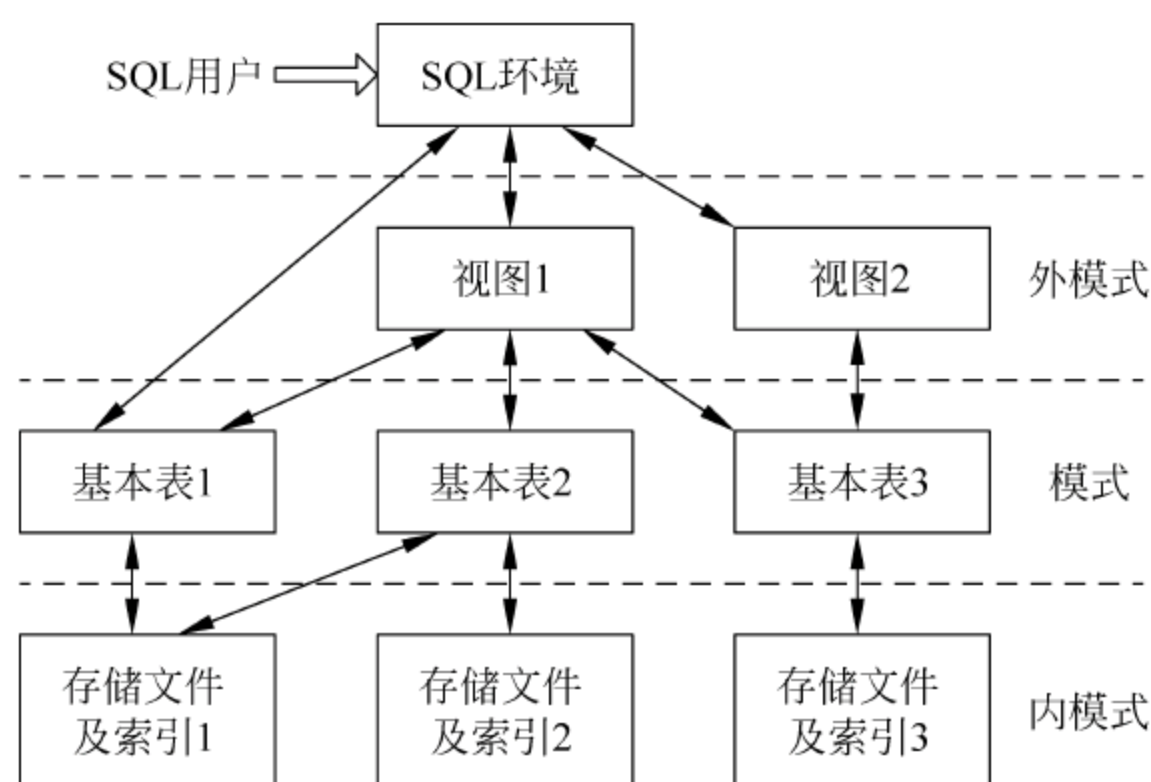 SQL用户
SQL环境
视图1
视图2
外模式
基本表1
基本表2
基本表3
模式
存储文件
及索引1
存储文件
及索引2
存储文件
及索引3
内模式